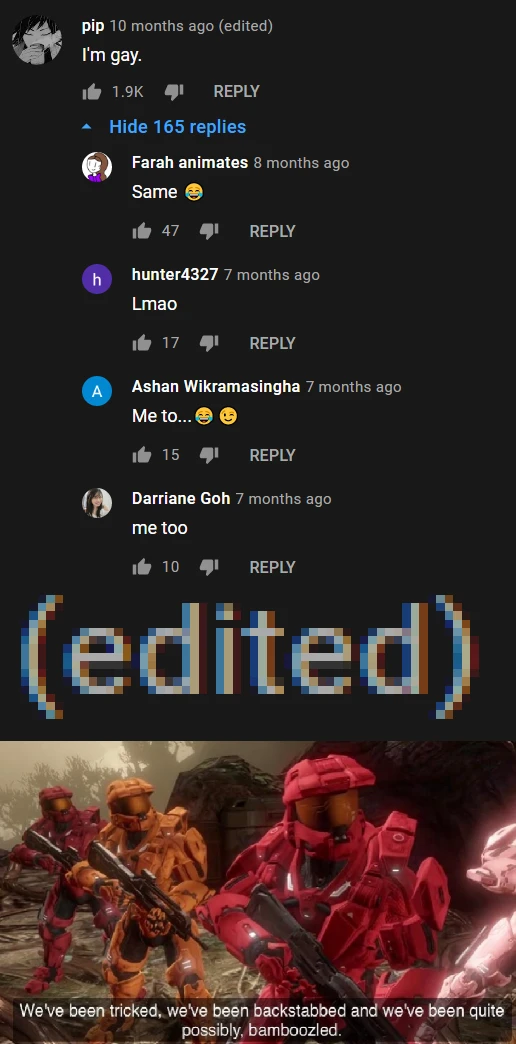 pip 10 months ago (edited)
I'm gay.
1.9K REPLY
Hide 165 replies
Farah animates 8 months ago
Same 😂
47 REPLY
h
hunter4327 7 months ago
Lmao
17 REPLY
A
Ashan Wikramasingha 7 months ago
Me to...😂 😉
15 REPLY
Darriane Goh 7 months ago
me too
10 REPLY
(edited)
We've been tricked, we've been backstabbed and we've been quite
possibly, bamboozled.